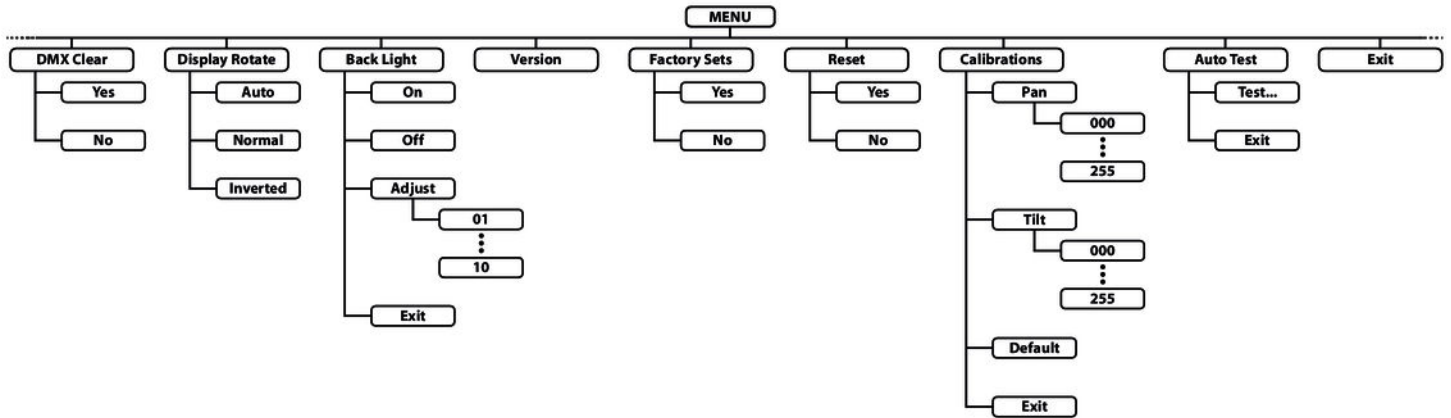 MENU
DMX Clear
Display Rotate
Back Light
Version
Factory Sets
Reset
Calibrations
Auto Test
Exit
Yes
No
Auto
Normal
Inverted
On
Off
Adjust
01
10
Exit
Yes
No
Yes
No
Pan
000
255
Tilt
000
255
Default
Exit
Test...
Exit